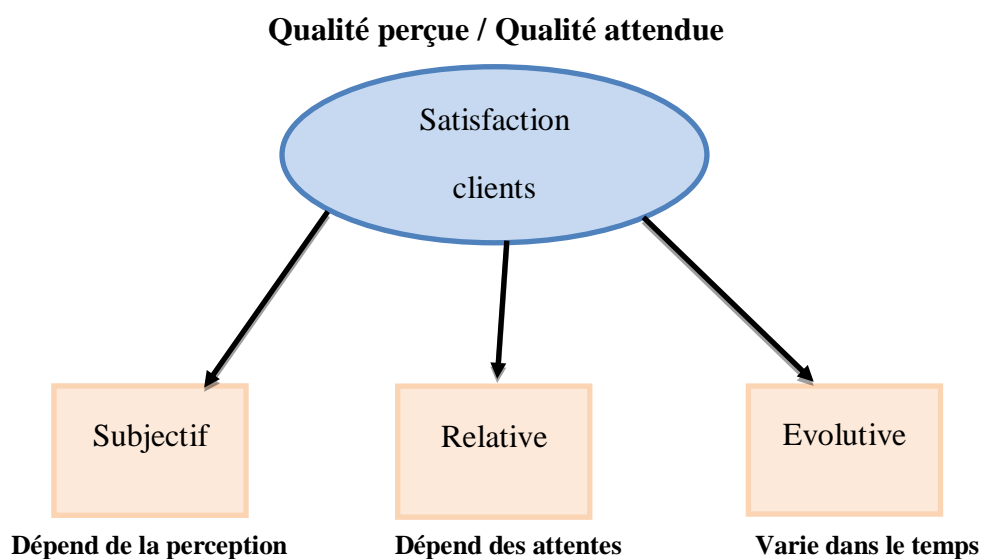 Qualité perçue / Qualité attendue
Satisfaction
clients
Subjectif
Relative
Evolutive
Dépend de la perception
Dépend des attentes
Varie dans le temps